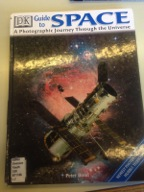 DK Guide to SPACE
A Photographic Journey Through the Universe
Peter Bond